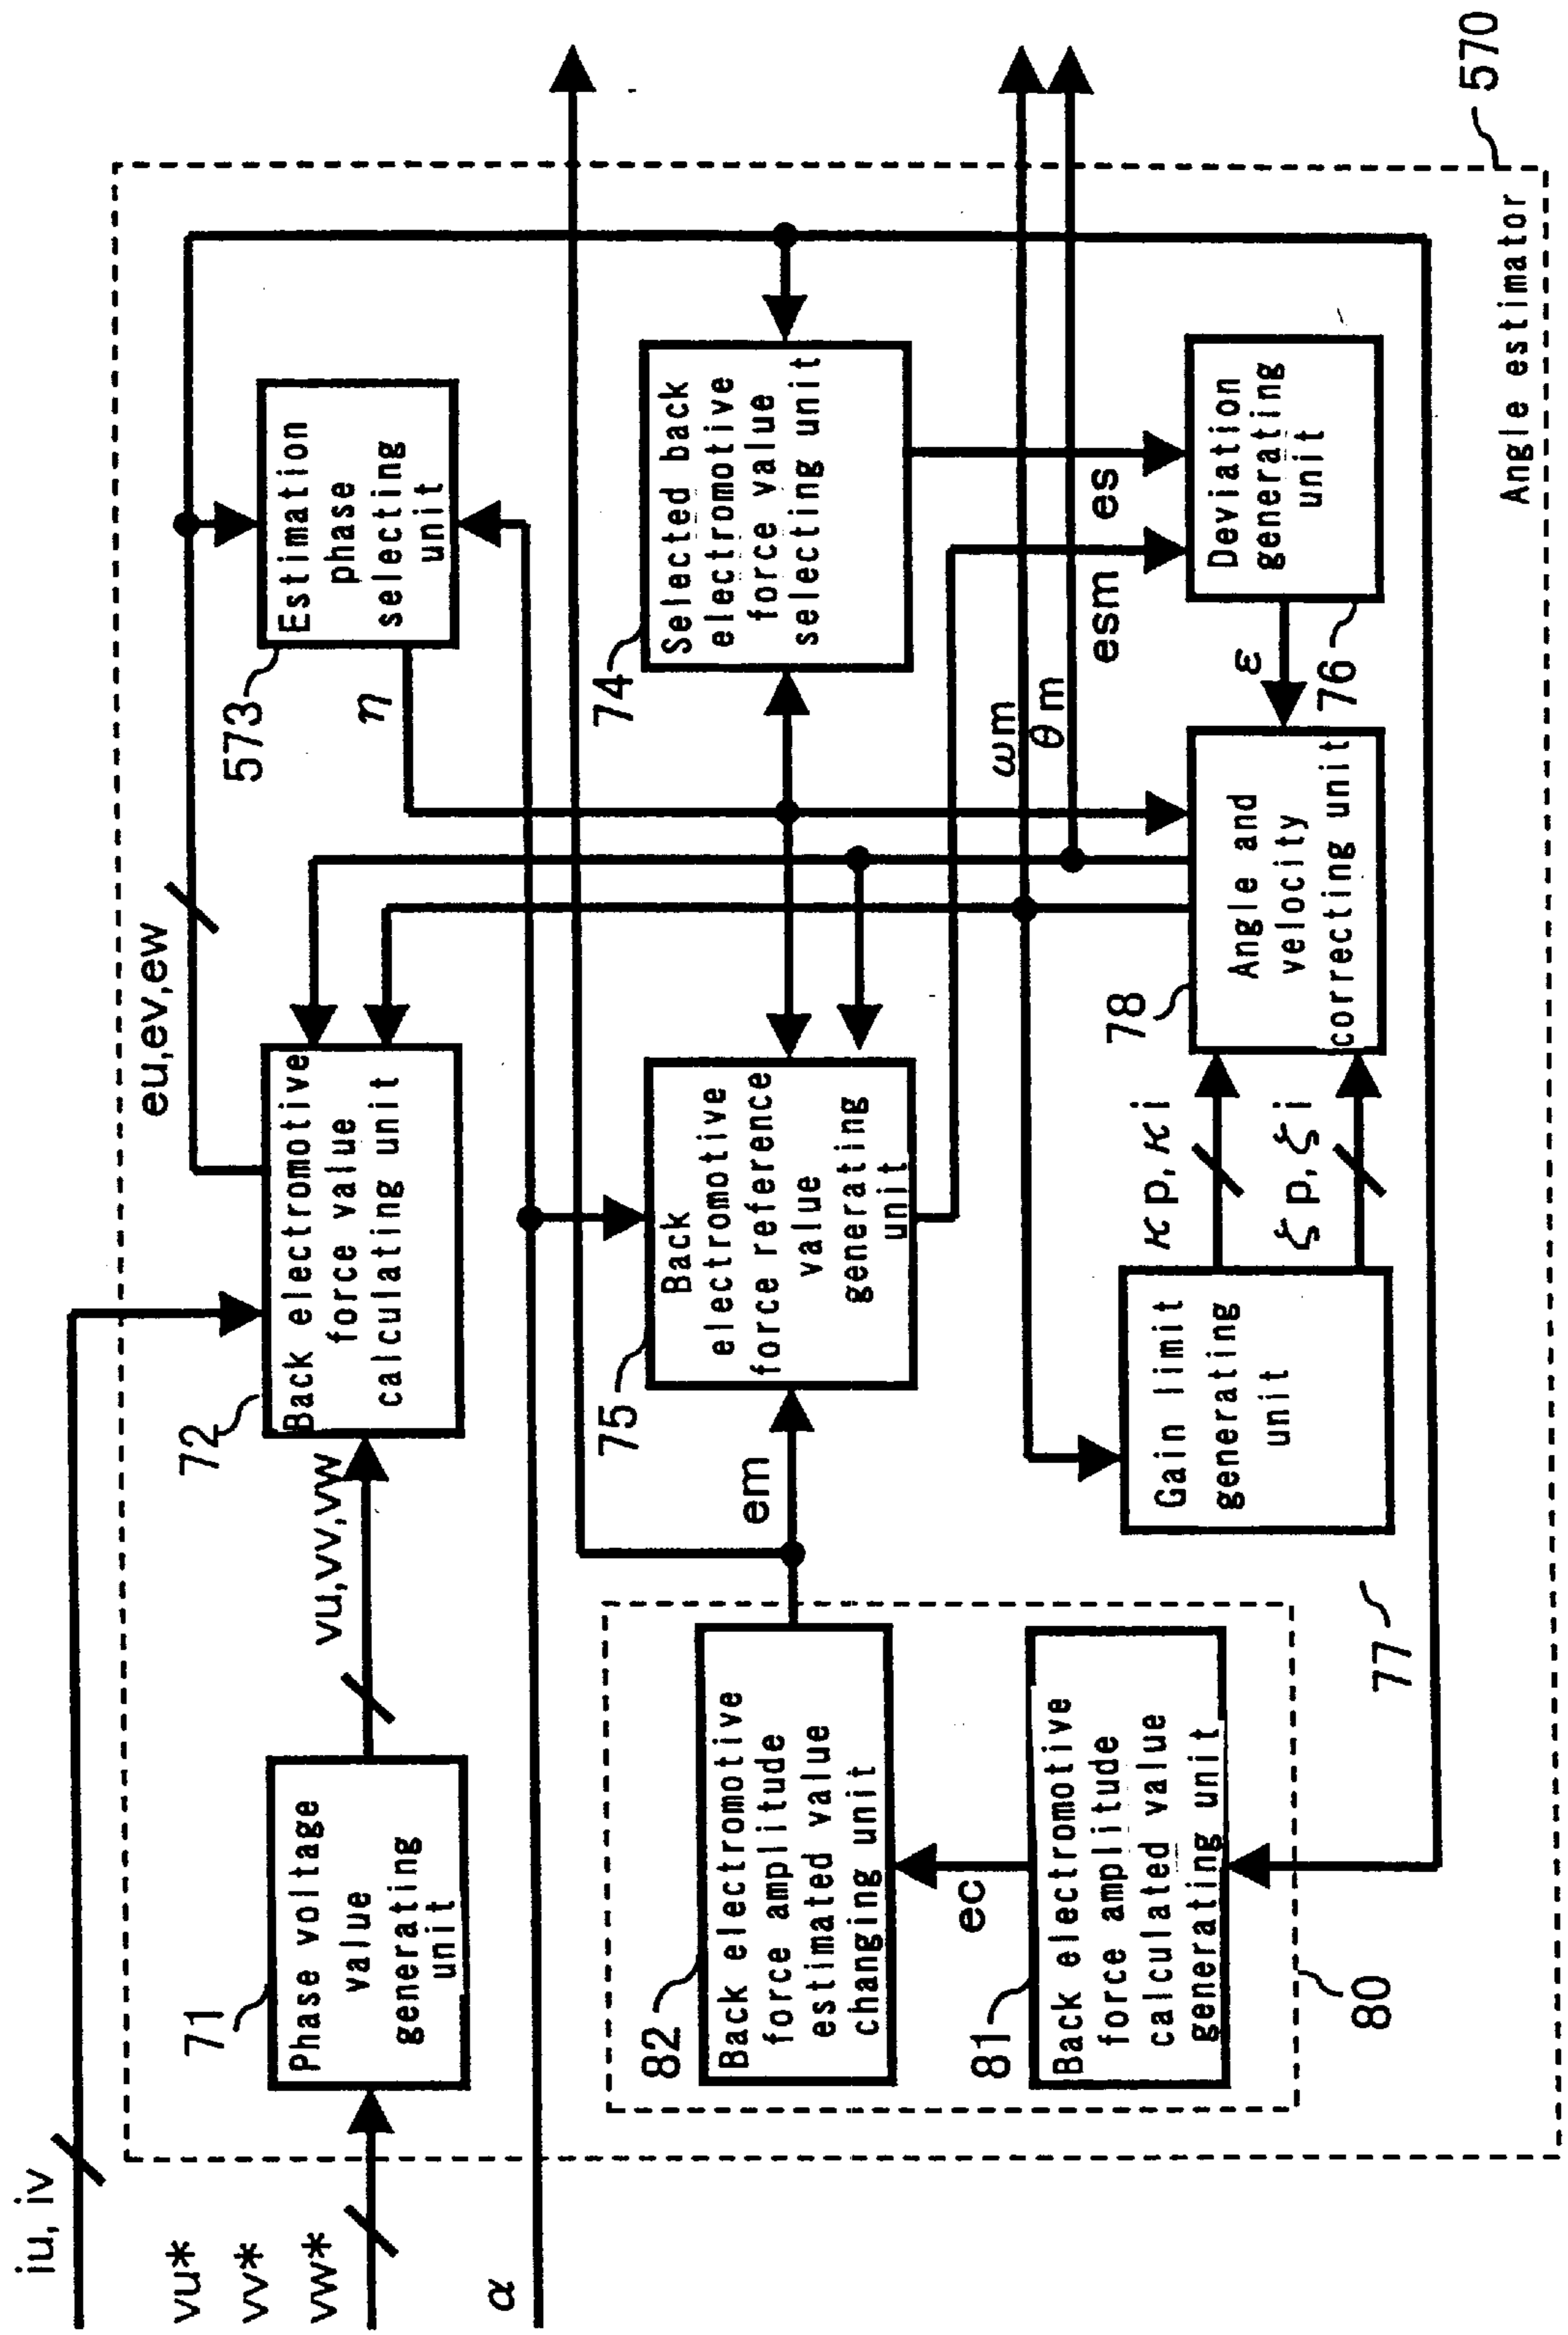 iu, iv
vu*
vv*
vw*
α
71
Phase voltage
value
generating
unit
vu,vv,vw
72
Back electromotive
force value
calculating unit
eu,ev,ew
573
Estimation
phase
selecting
unit
η
82
Back electromotive
force amplitude
estimated value
changing unit
ec
81
Back electromotive
force amplitude
calculated value
generating unit
80
em
75
Back
electromotive
force reference
value
generating
unit
74
Selected back
electromotive
force value
selecting unit
ωm
θm
esm
es
77
Gain limit
generating
unit
κp,κi
ζp,ζi
78
Angle and
velocity
correcting unit
ε
76
Deviation
generating
unit
Angle estimator
570